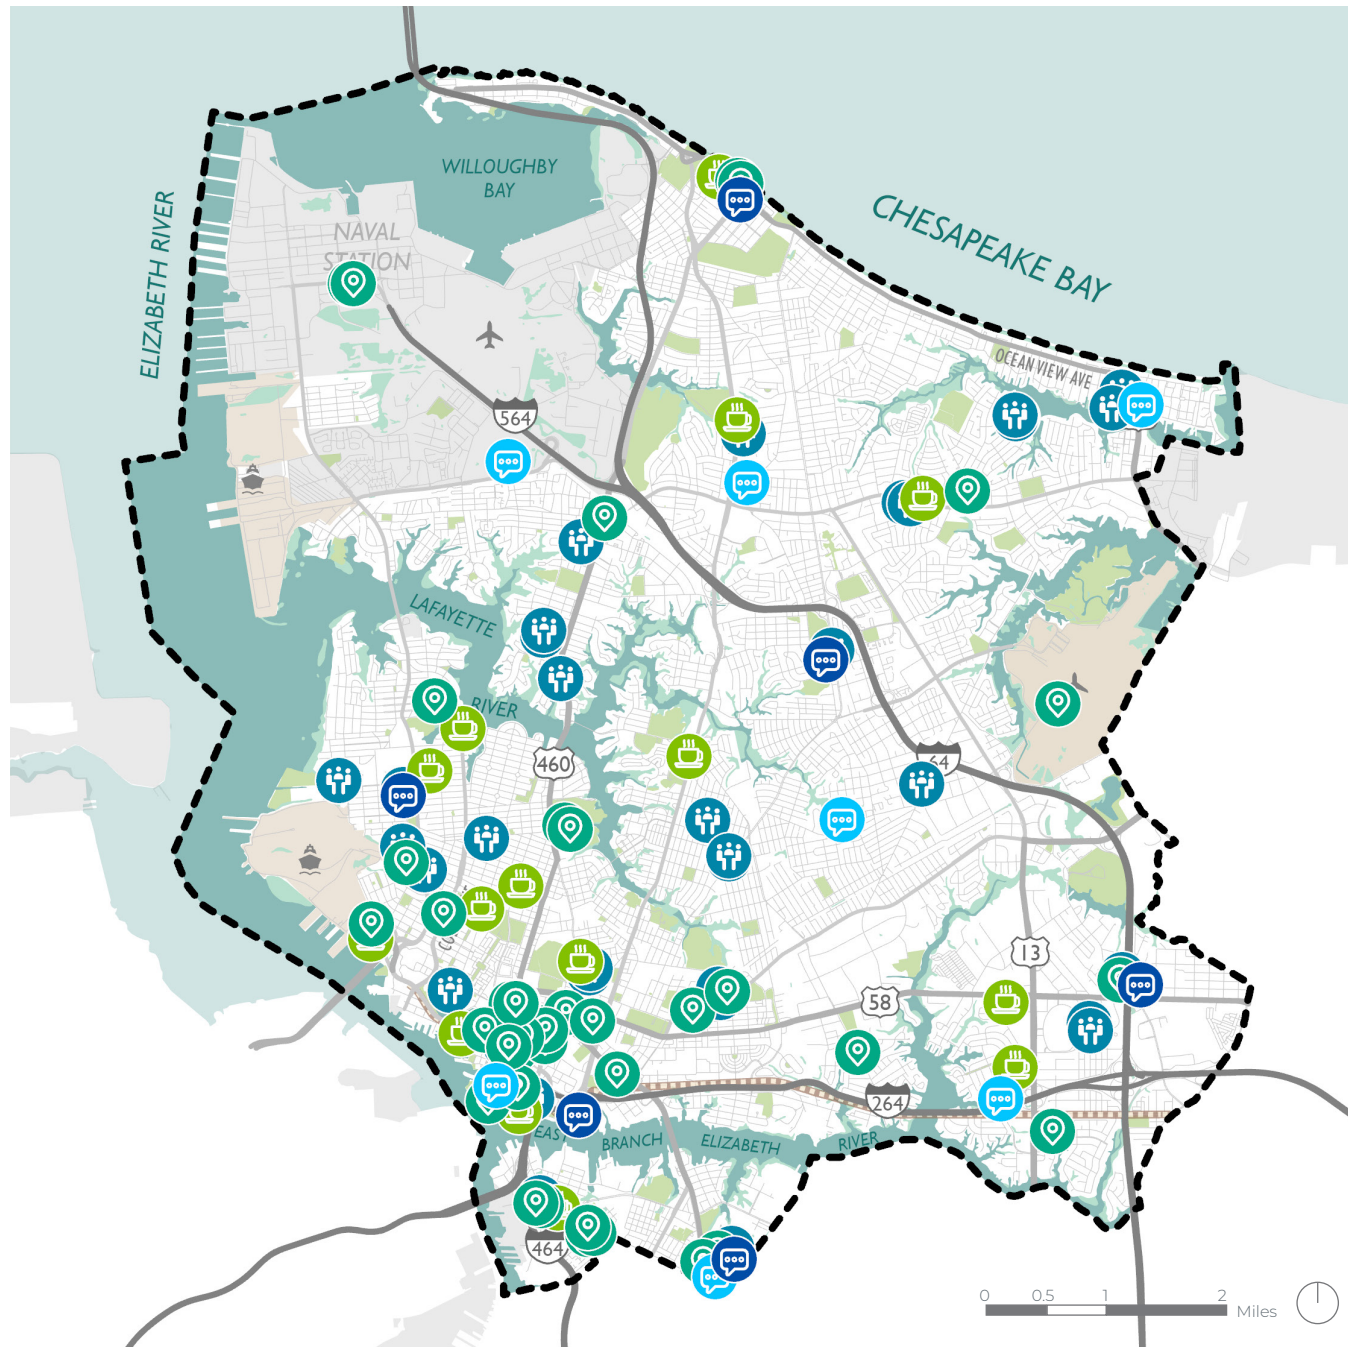 WILLOUGHBY
BAY
ELIZABETH RIVER
NAVAL
STATION
CHESAPEAKE BAY
OCEAN VIEW AVE
564
LAFAYETTE
RIVER
460
64
13
58
264
EAST
BRANCH
ELIZABETH
RIVER
464
0 0.5 1 2
Miles